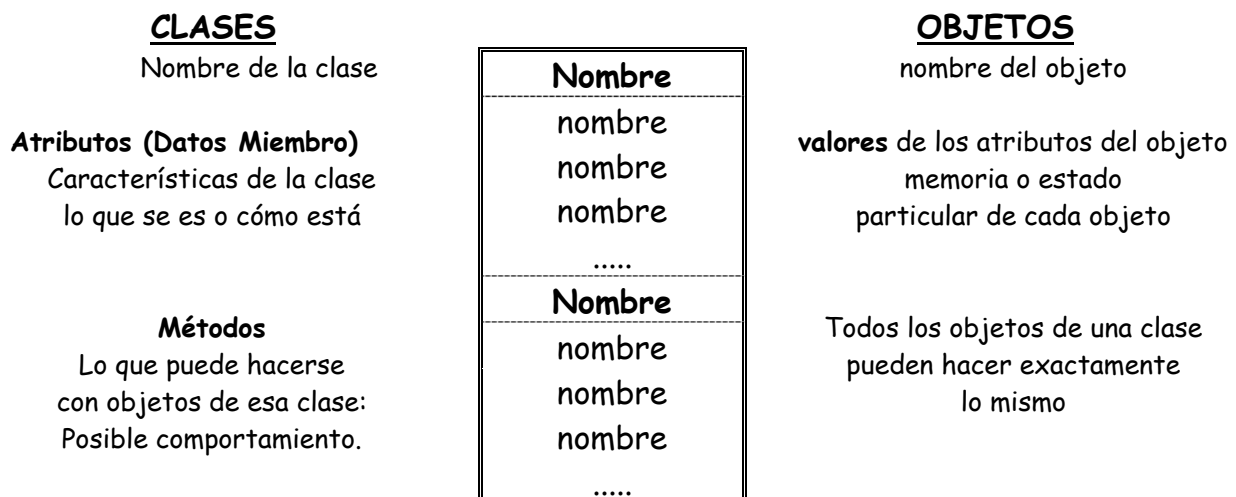 CLASES
Nombre de la clase
Atributos (Datos Miembro)
Características de la clase
lo que se es o cómo está
Métodos
Lo que puede hacerse
con objetos de esa clase:
Posible comportamiento.
Nombre
nombre
nombre
nombre
.....
Nombre
nombre
nombre
nombre
.....
OBJETOS
nombre del objeto
valores de los atributos del objeto
memoria o estado
particular de cada objeto
Todos los objetos de una clase
pueden hacer exactamente
lo mismo